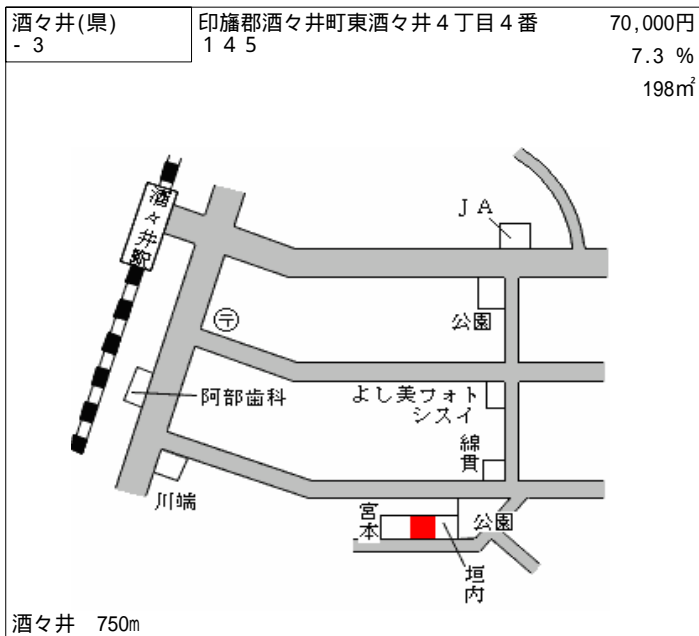 酒々井(県)
- 3
印旛郡酒々井町東酒々井４丁目４番
１４５
70,000円
7.3 %
198㎡
酒々井駅
ＪＡ
〒
公園
阿部歯科
よし美フォト
シスイ
綿貫
川端
宮本
公園
垣内
酒々井　750m